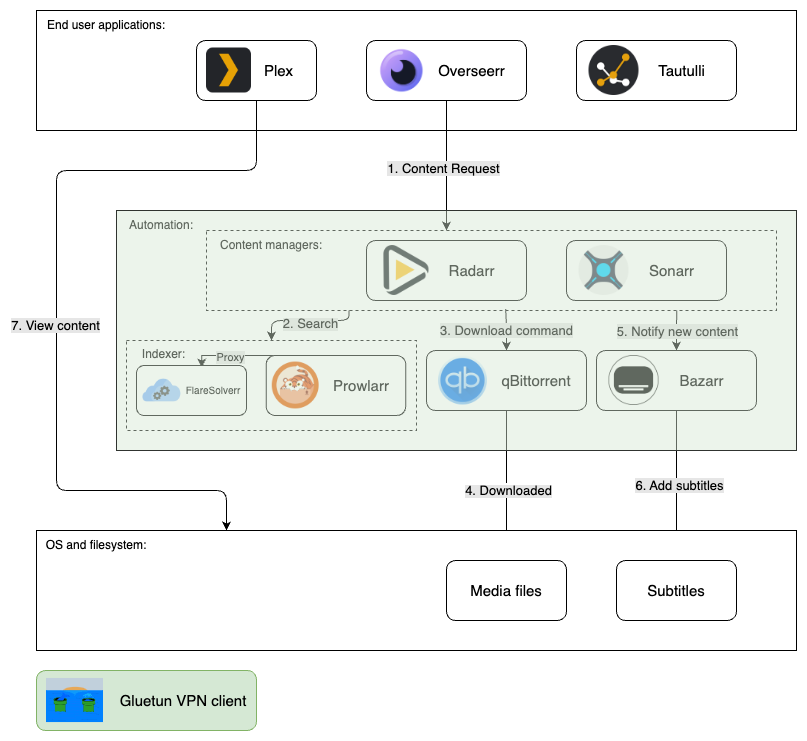 End user applications:
Plex
Overseerr
Tautulli
1. Content Request
Automation:
Content managers:
Radarr
Sonarr
7. View content
2. Search
3. Download command
5. Notify new content
Indexer:
Proxy
FlareSolverr
Prowlarr
qb
qBittorrent
Bazarr
4. Downloaded
6. Add subtitles
OS and filesystem:
Media files
Subtitles
Gluetun VPN client